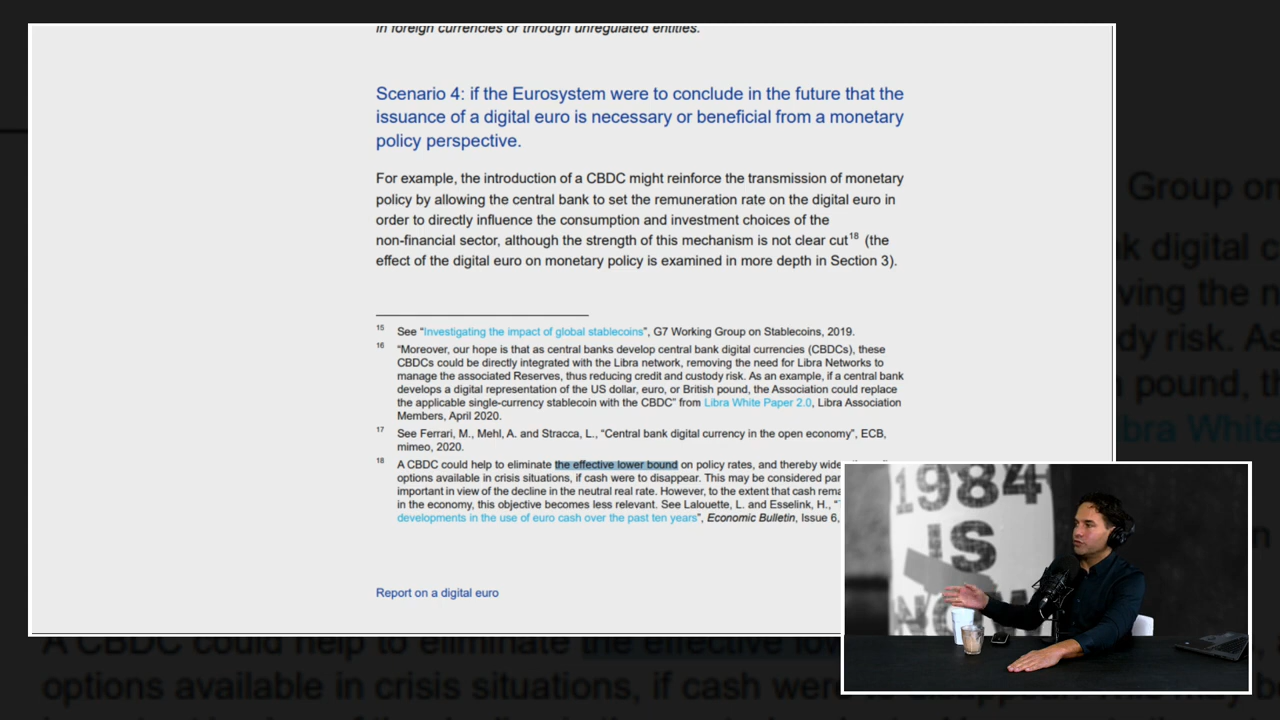 in foreign currencies or through unregulated entities.
Scenario 4: if the Eurosystem were to conclude in the future that the
issuance of a digital euro is necessary or beneficial from a monetary
policy perspective.
For example, the introduction of a CBDC might reinforce the transmission of monetary
policy by allowing the central bank to set the remuneration rate on the digital euro in
order to directly influence the consumption and investment choices of the
non-financial sector, although the strength of this mechanism is not clear cut18 (the
effect of the digital euro on monetary policy is examined in more depth in Section 3).
15 See “Investigating the impact of global stablecoins”, G7 Working Group on Stablecoins, 2019.
16 “Moreover, our hope is that as central banks develop central bank digital currencies (CBDCs), these
CBDCs could be directly integrated with the Libra network, removing the need for Libra Networks to
manage the associated Reserves, thus reducing credit and custody risk. As an example, if a central bank
develops a digital representation of the US dollar, euro, or British pound, the Association could replace
the applicable single-currency stablecoin with the CBDC” from Libra White Paper 2.0, Libra Association
Members, April 2020.
17 See Ferrari, M., Mehl, A. and Stracca, L., “Central bank digital currency in the open economy”, ECB,
mimeo, 2020.
18 A CBDC could help to eliminate the effective lower bound on policy rates, and thereby wide
options available in crisis situations, if cash were to disappear. This may be considered par
important in view of the decline in the neutral real rate. However, to the extent that cash rema
in the economy, this objective becomes less relevant. See Lalouette, L. and Esselink, H., “
developments in the use of euro cash over the past ten years”, Economic Bulletin, Issue 6,
Report on a digital euro
1984
IS
NOW
Group on
k digital c
ving the n
dy risk. As
pound, th
ibra White
A CBDC could help to eliminate the effective low
options available in crisis situations, if cash were